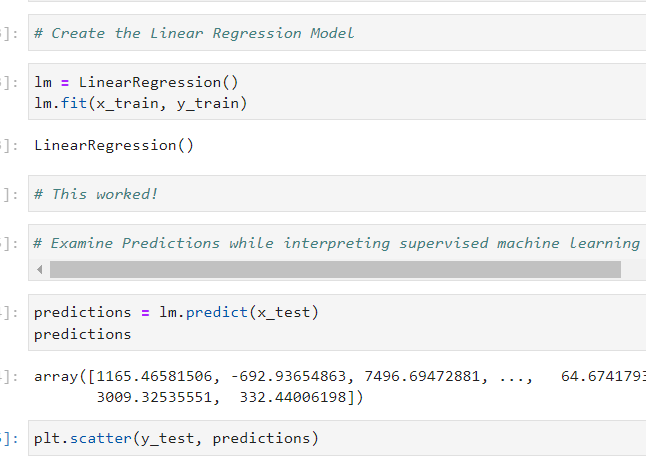 ]: # Create the Linear Regression Model
]: lm = LinearRegression()
lm.fit(x_train, y_train)
]: LinearRegression()
]: # This worked!
]: # Examine Predictions while interpreting supervised machine learning
]: predictions = lm.predict(x_test)
predictions
]: array([1165.46581506, -692.93654863, 7496.69472881, ..., 64.6741793
3009.32535551, 332.44006198])
]: plt.scatter(y_test, predictions)